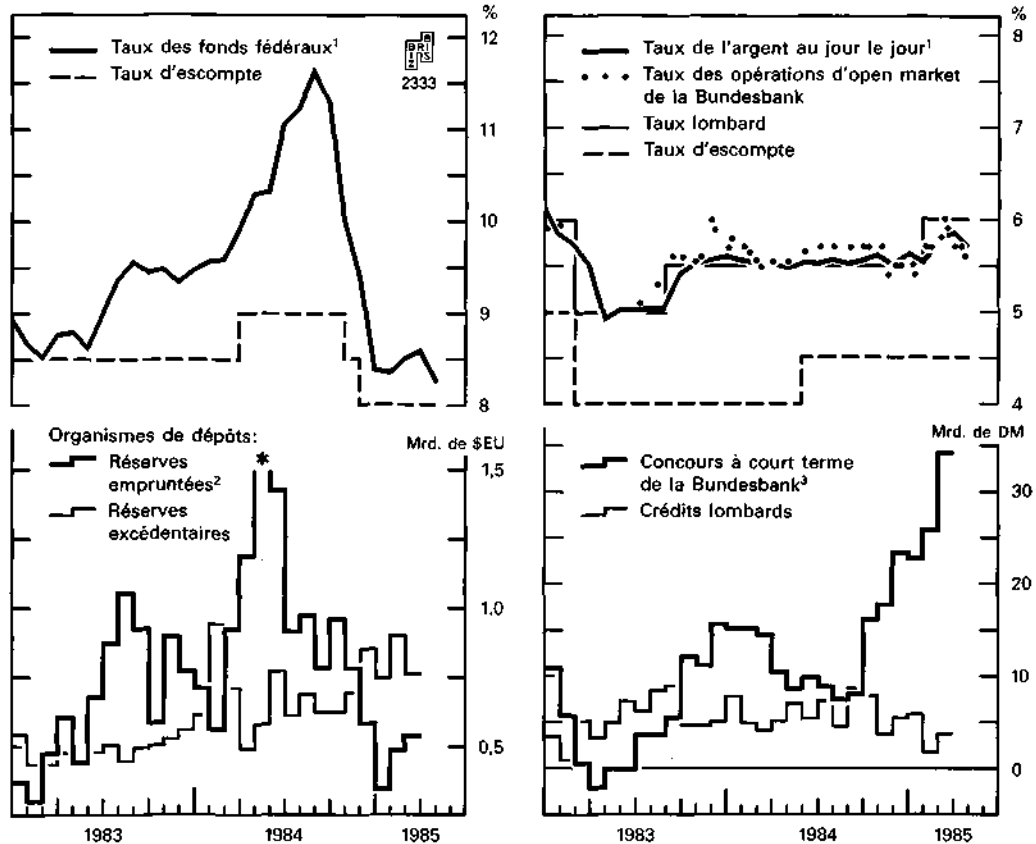 %
12
11
10
9
8
Taux des fonds fédéraux¹
Taux d'escompte
2333
%
8
7
6
5
4
Taux de l'argent au jour le jour¹
Taux des opérations d'open market
de la Bundesbank
Taux lombard
Taux d'escompte
Organismes de dépôts:
Réserves
empruntées²
Réserves
excédentaires
Mrd. de $EU
*
1,5
1,0
0,5
1983
1984
1985
Mrd. de DM
Concours à court terme
de la Bundesbank³
Crédits lombards
30
20
10
0
1983
1984
1985